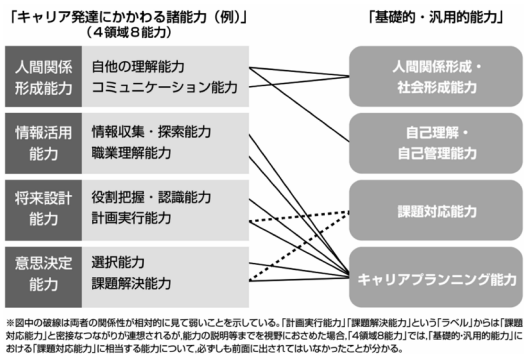 「キャリア発達にかかわる諸能力（例）」
（４領域８能力）
「基礎的・汎用的能力」
人間関係
形成能力
自他の理解能力
コミュニケーション能力
情報活用
能力
情報収集・探索能力
職業理解能力
将来設計
能力
役割把握・認識能力
計画実行能力
意思決定
能力
選択能力
課題解決能力
人間関係形成・
社会形成能力
自己理解・
自己管理能力
課題対応能力
キャリアプランニング能力
※図中の破線は両者の関係性が相対的に見て弱いことを示している。「計画実行能力」「課題解決能力」という「ラベル」からは「課題
対応能力」と密接なつながりが連想されるが、能力の説明等までを視野におさめた場合、「４領域８能力」では、「基礎的・汎用的能力」に
おける「課題対応能力」に相当する能力について、必ずしも前面に出されてはいなかったことが分かる。